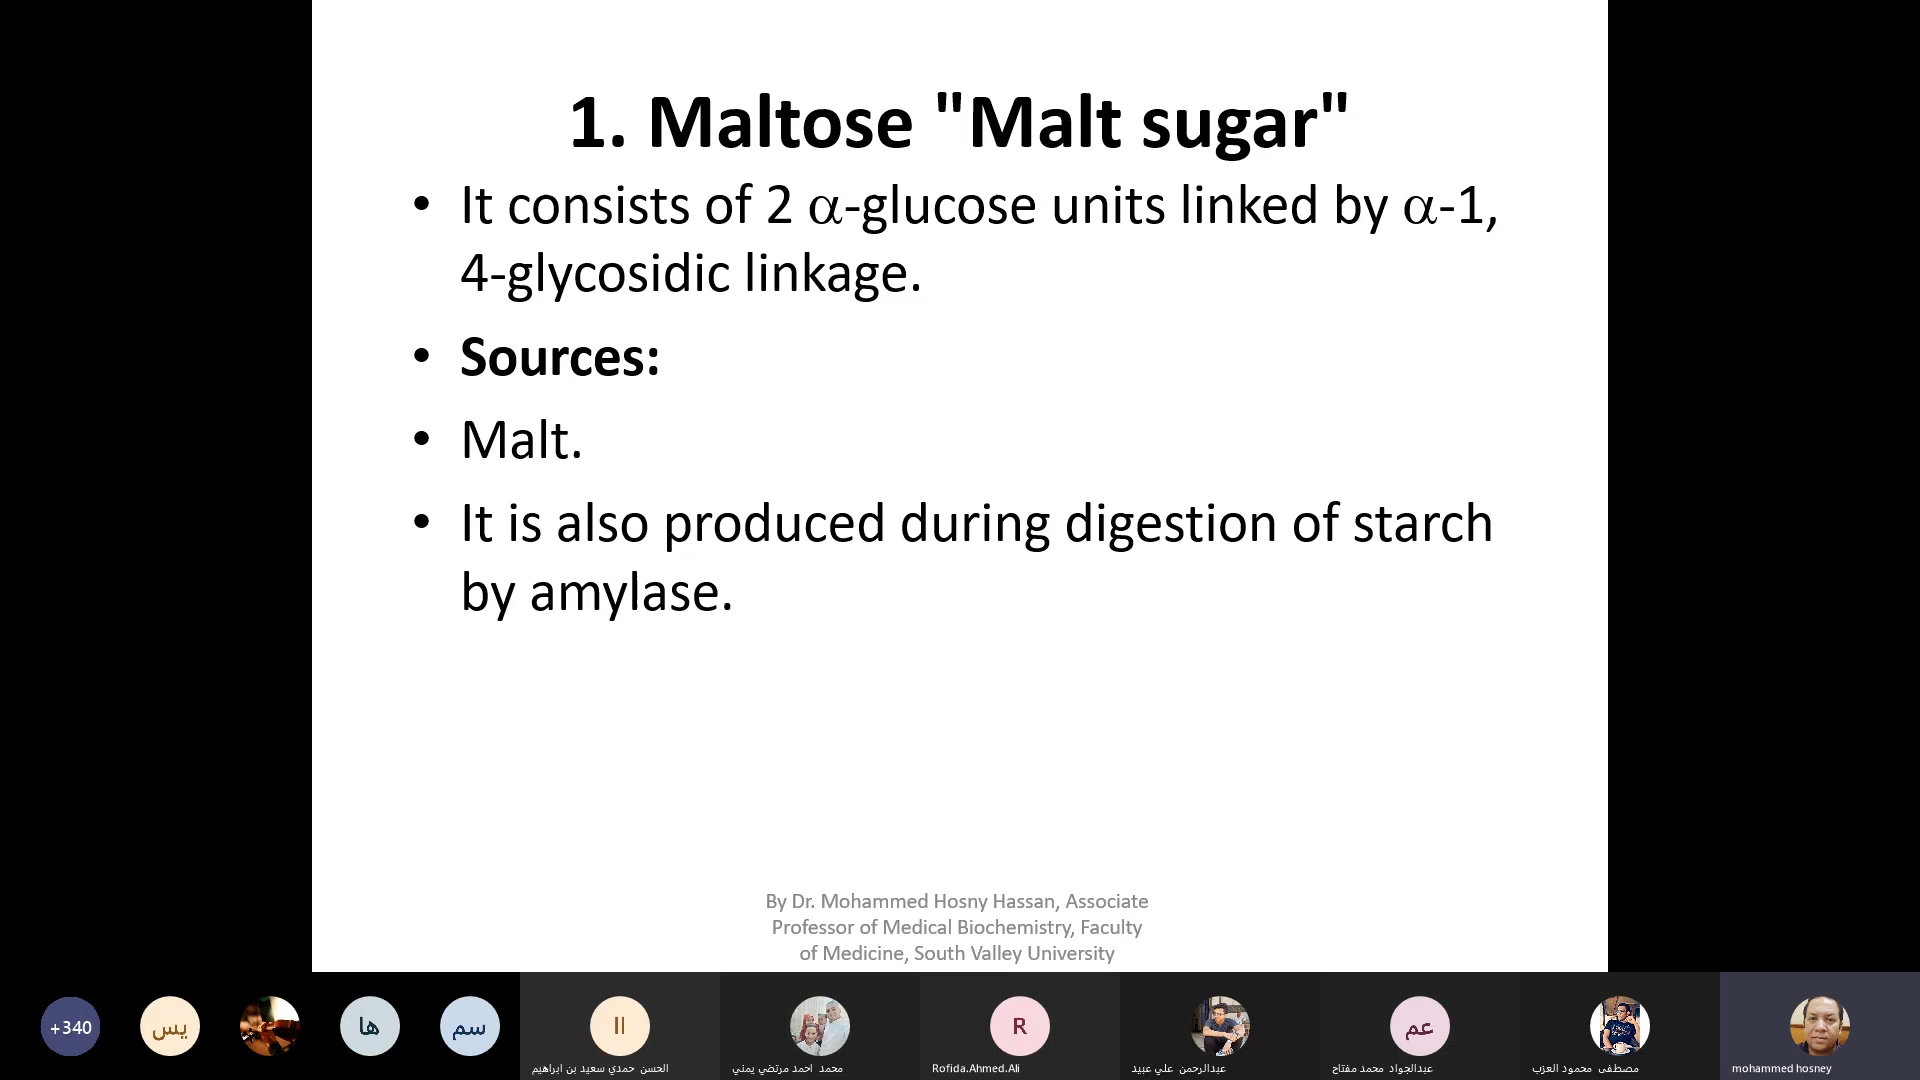 1. Maltose "Malt sugar"
• It consists of 2 α-glucose units linked by α-1,
4-glycosidic linkage.
• Sources:
• Malt.
• It is also produced during digestion of starch
by amylase.
By Dr. Mohammed Hosny Hassan, Associate
Professor of Medical Biochemistry, Faculty
of Medicine, South Valley University
+340
يس
ها
سم
اا
R
عم
الحسن حمدي سعيد بن ابراهيم
محمد احمد مرتضي يمني
Rofida.Ahmed.Ali
عبدالرحمن علي عبيد
عبدالجواد محمد مفتاح
مصطفى محمود العزب
mohammed hosney